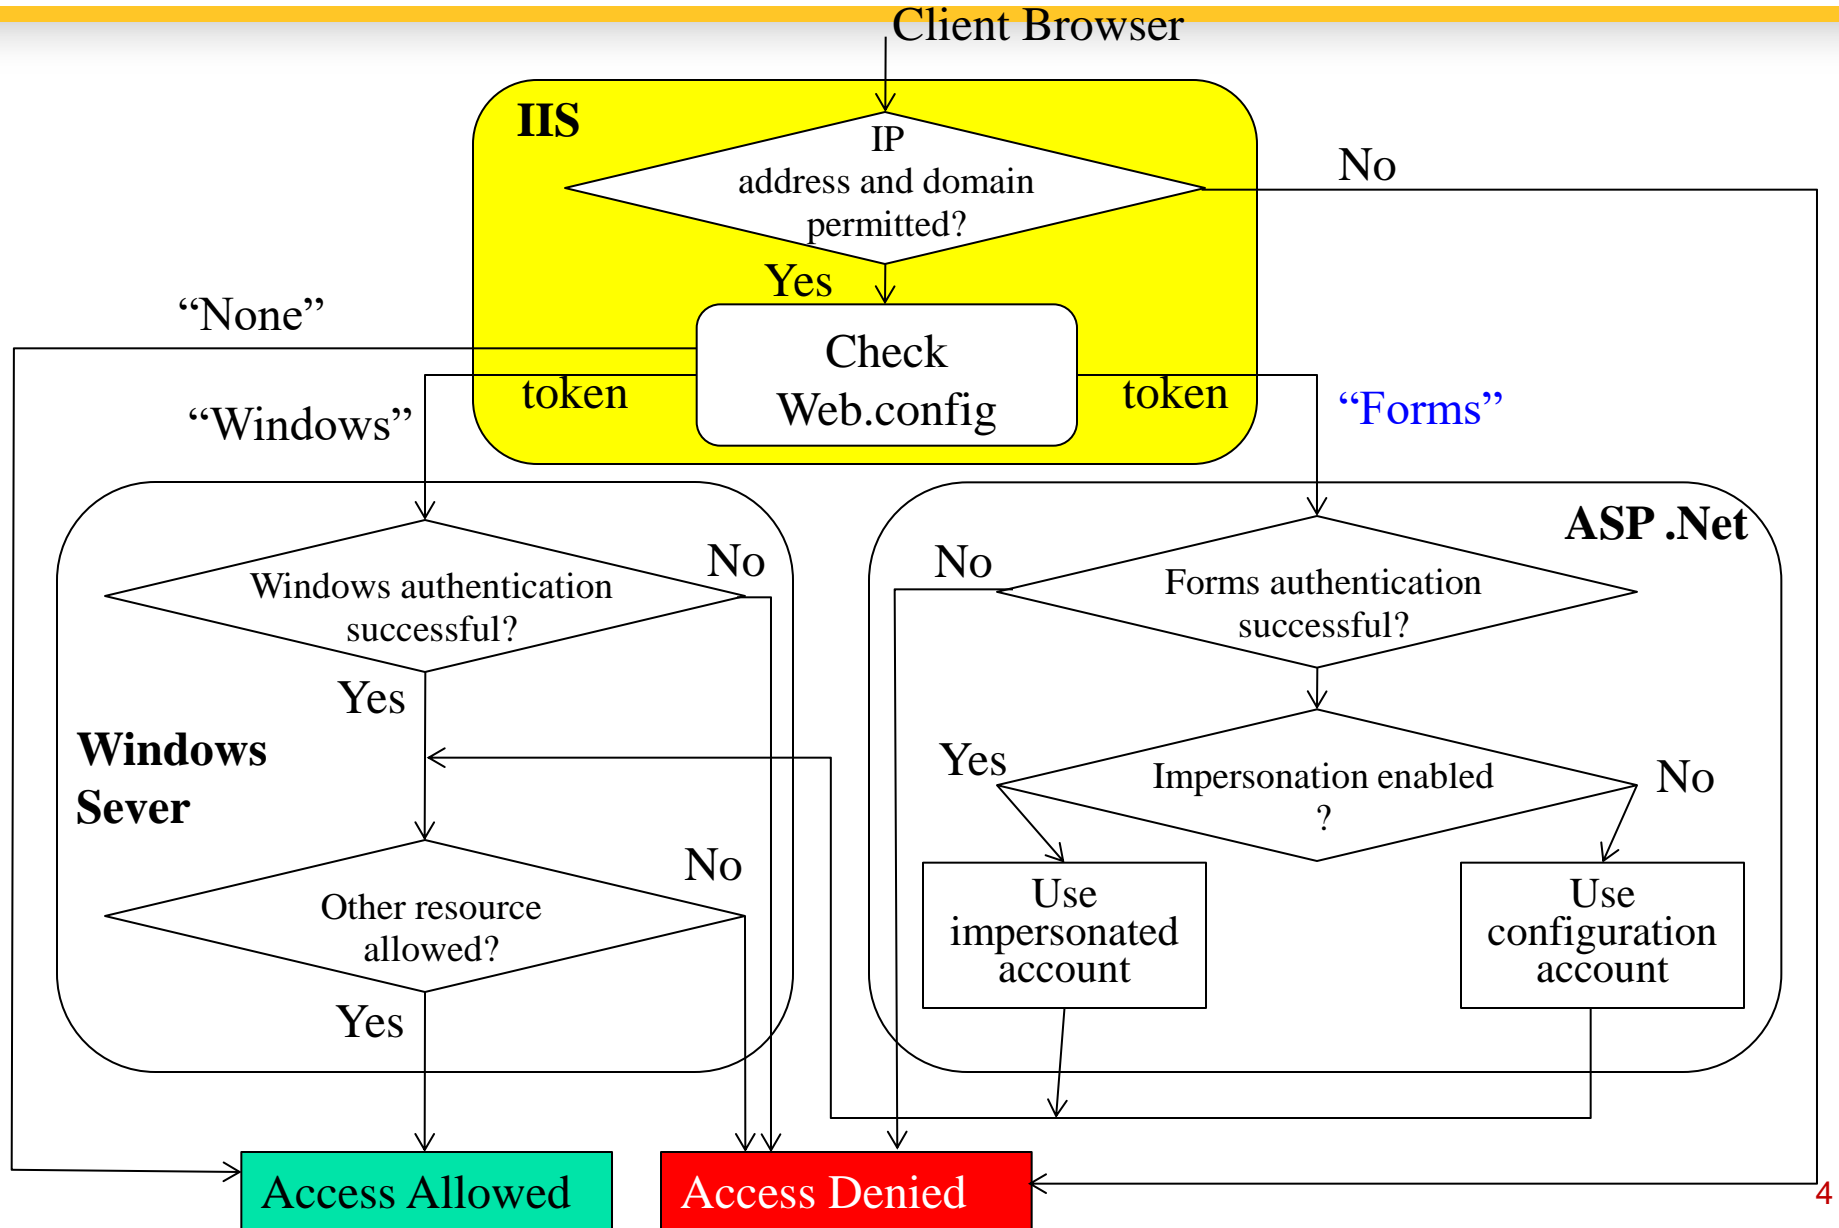 Client Browser
IIS
IP
address and domain
permitted?
No
Yes
“None”
Check
Web.config
token
token
“Windows”
“Forms”
ASP .Net
Windows authentication
successful?
No
No
Forms authentication
successful?
Yes
Windows
Sever
Yes
Impersonation enabled
?
No
Other resource
allowed?
No
Use
impersonated
account
Use
configuration
account
Yes
Access Allowed
Access Denied
4